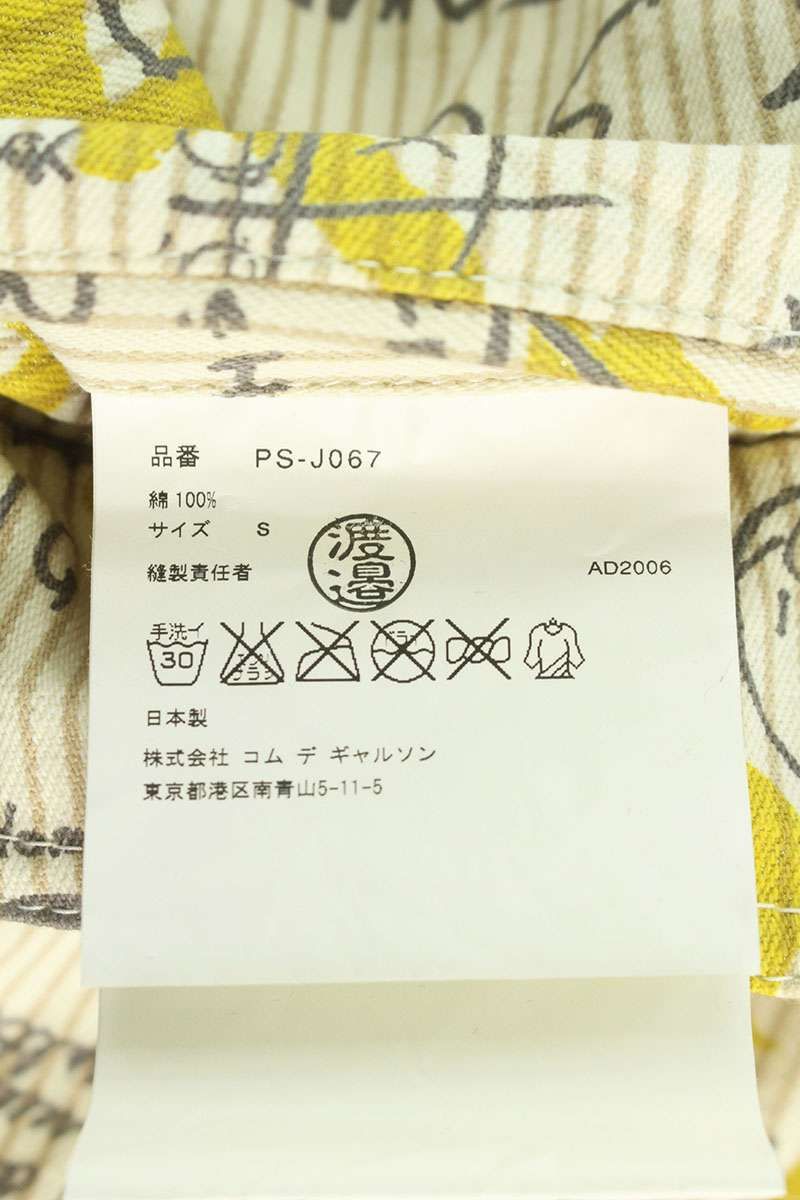 品番 PS-J067
綿 100%
サイズ S
縫製責任者 渡邉 AD2006
手洗イ
30
日本製
株式会社 コム デ ギャルソン
東京都港区南青山5-11-5